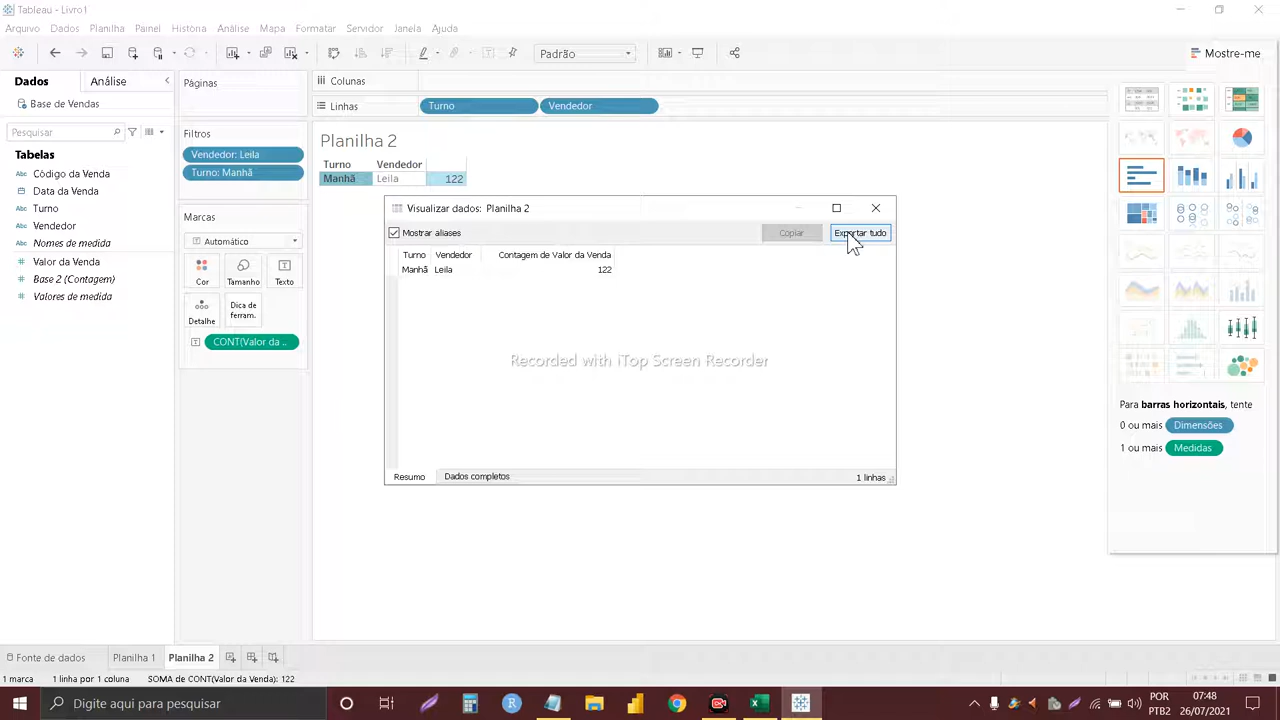 Tableau - Livro1
Arquivo Dados Planilha Painel História Análise Mapa Formatar Servidor Janela Ajuda
Padrão
Mostre-me
Dados Análise
Base de Vendas
Pesquisar
Tabelas
Abc Código da Venda
Data da Venda
Abc Turno
Abc Vendedor
Abc Nomes de medida
# Valor da Venda
# Base 2 (Contagem)
# Valores de medida
Páginas
Filtros
Vendedor: Leila
Turno: Manhã
Marcas
Automático
Cor Tamanho Texto
Detalhe Dica de ferram.
CONT(Valor da ..
Colunas
Linhas Turno Vendedor
Planilha 2
Turno Vendedor
Manhã Leila 122
Visualizar dados: Planilha 2
Mostrar aliases Copiar Exportar tudo
Turno Vendedor Contagem de Valor da Venda
Manhã Leila 122
Recorded with iTop Screen Recorder
Resumo Dados completos 1 linhas
Para barras horizontais, tente
0 ou mais Dimensões
1 ou mais Medidas
Fonte de dados Planilha 1 Planilha 2
1 marca 1 linha por 1 coluna SOMA de CONT(Valor da Venda): 122
Digite aqui para pesquisar
POR 07:48
PTB2 26/07/2021